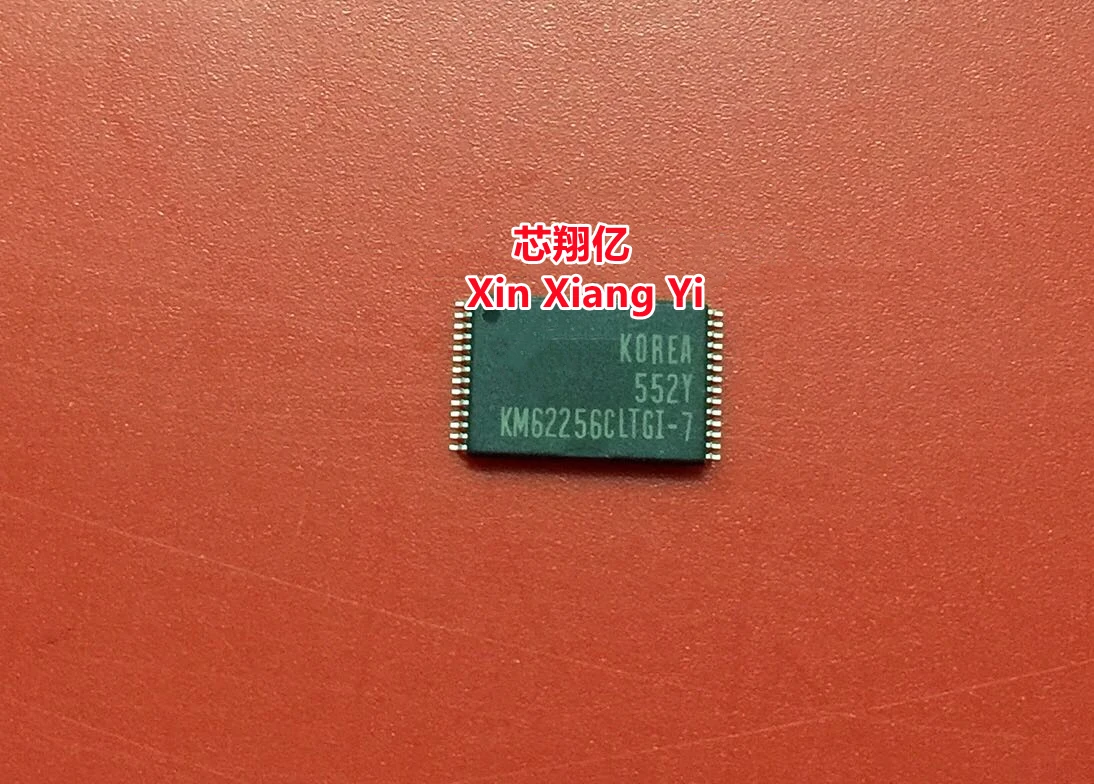 芯翔亿
Xin Xiang Yi
KOREA
552Y
KM62256CLTGI-7